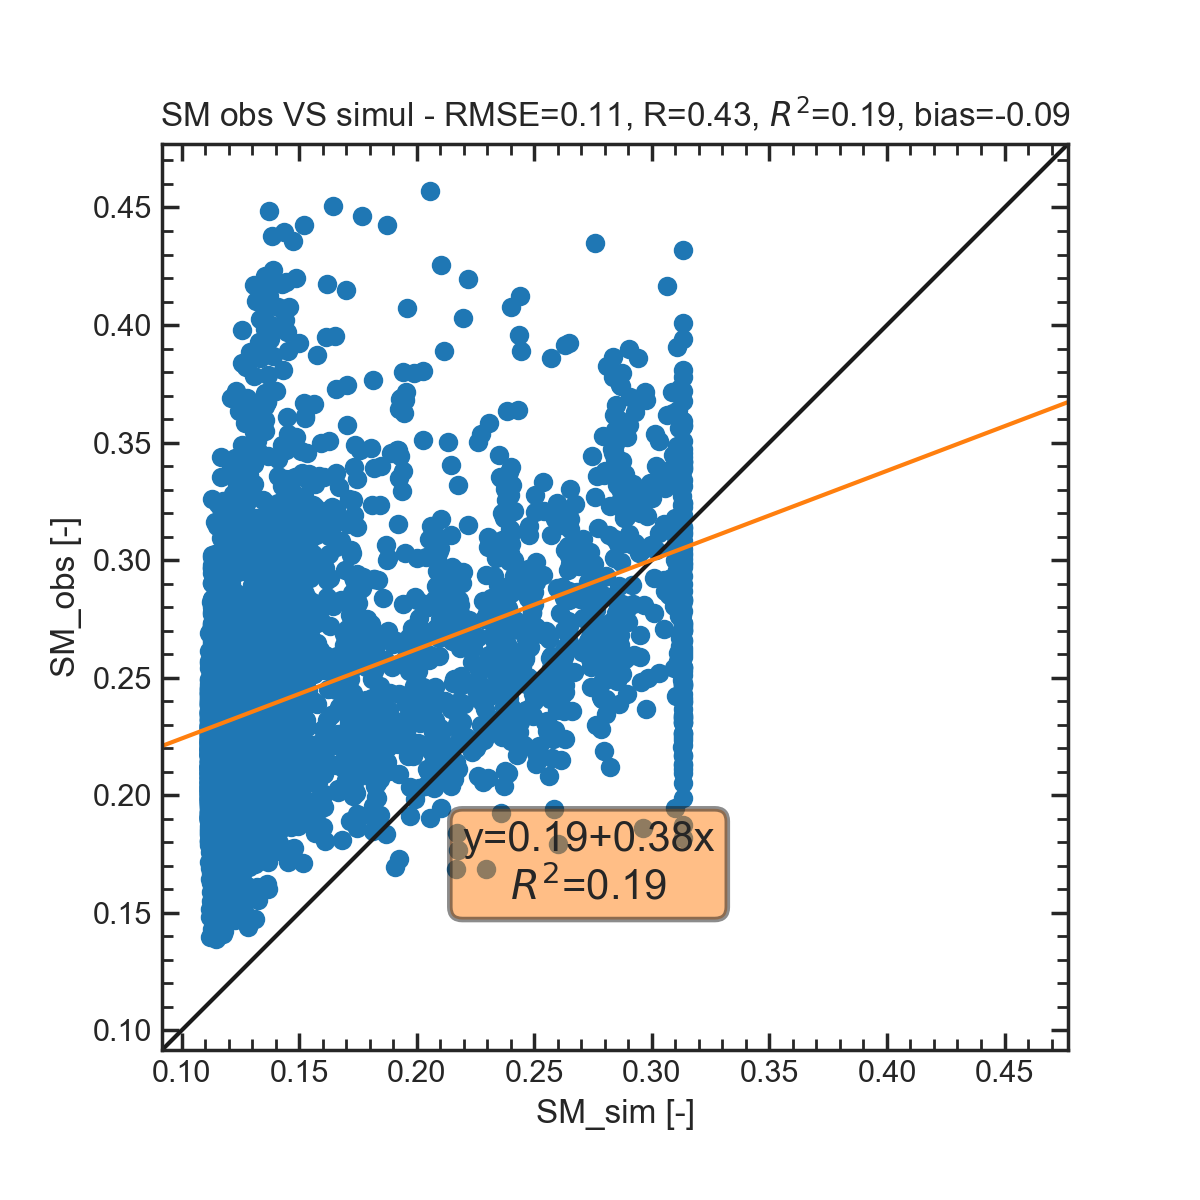 SM obs VS simul - RMSE=0.11, R=0.43, R²=0.19, bias=-0.09
SM_obs [-]
0.45
0.40
0.35
0.30
0.25
0.20
0.15
0.10
y=0.19+0.38x
R²=0.19
0.10 0.15 0.20 0.25 0.30 0.35 0.40 0.45
SM_sim [-]